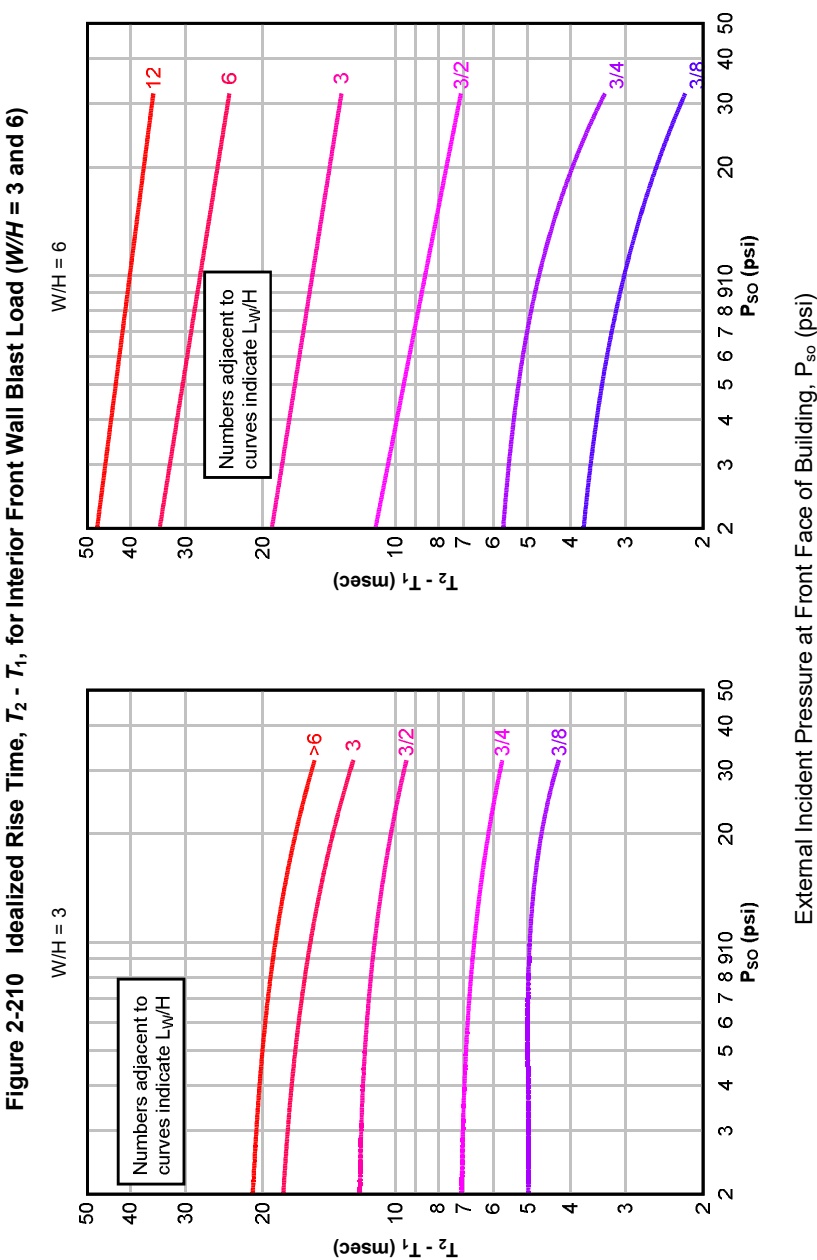 Figure 2-210 Idealized Rise Time, T2 - T1, for Interior Front Wall Blast Load (W/H = 3 and 6)
W/H = 3
Numbers adjacent to
curves indicate LW/H
T2 - T1 (msec)
50
40
30
20
10
8
7
6
5
4
3
2
>6
3
3/2
3/4
3/8
2 3 4 5 6 7 8 9 10 20 30 40 50
PSO (psi)
W/H = 6
Numbers adjacent to
curves indicate LW/H
T2 - T1 (msec)
50
40
30
20
10
8
7
6
5
4
3
2
12
6
3
3/2
3/4
3/8
2 3 4 5 6 7 8 9 10 20 30 40 50
PSO (psi)
External Incident Pressure at Front Face of Building, Pso (psi)